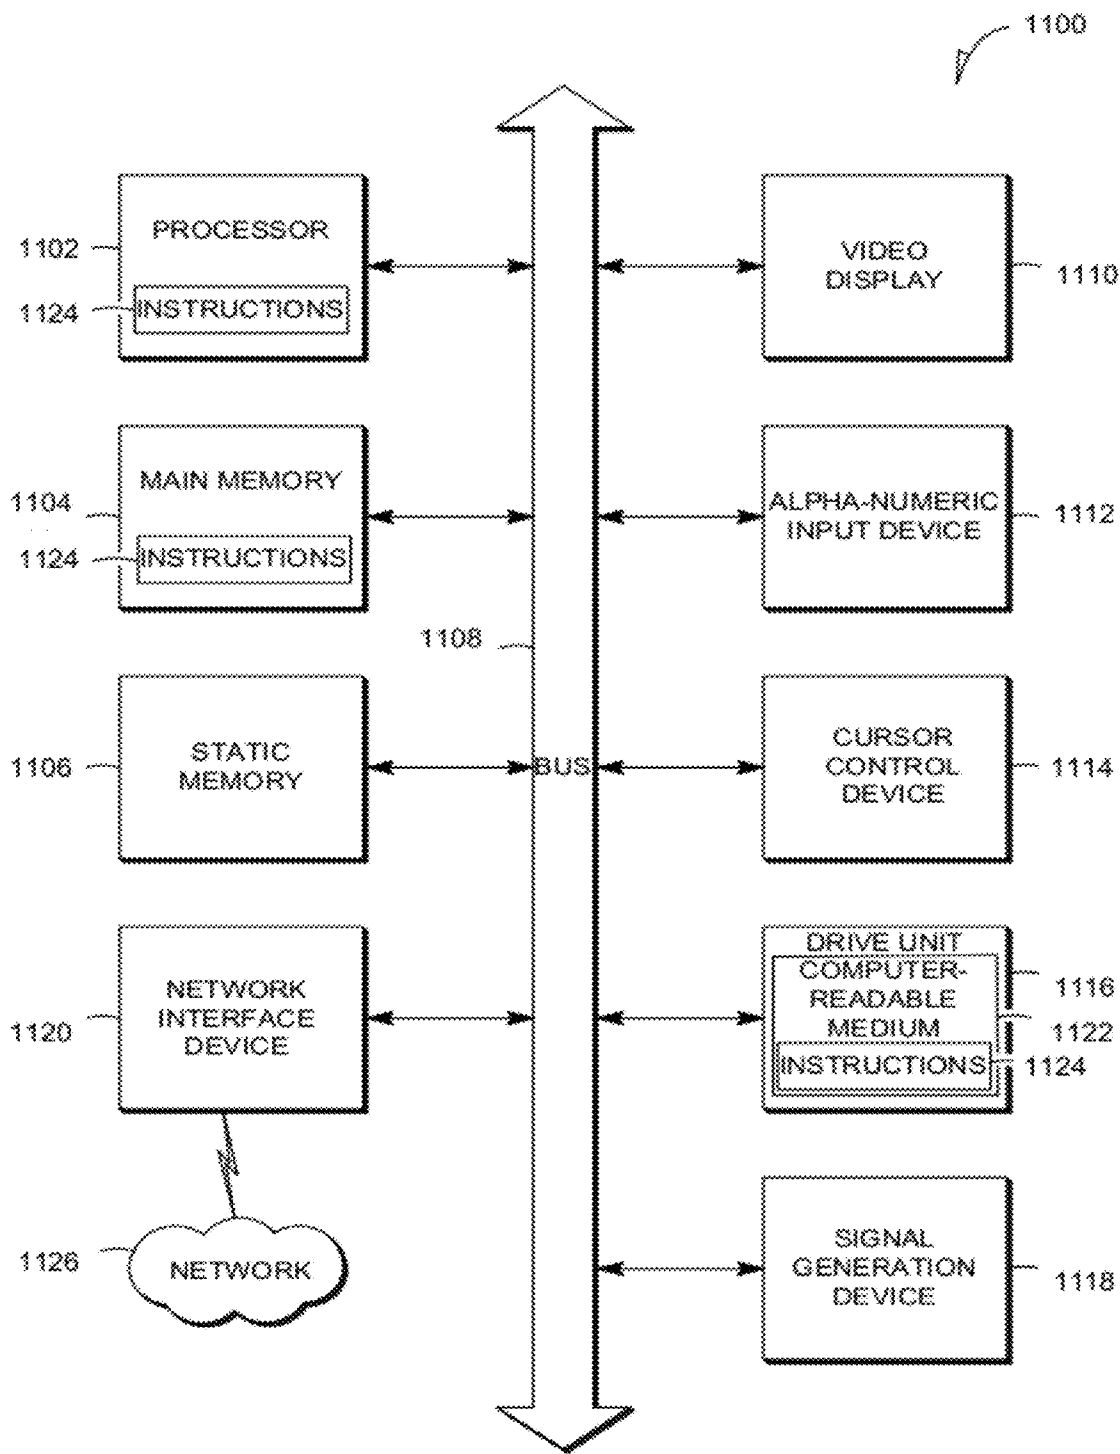 1100
PROCESSOR
1102
1124
INSTRUCTIONS
VIDEO
DISPLAY
1110
MAIN MEMORY
1104
1124
INSTRUCTIONS
ALPHA-NUMERIC
INPUT DEVICE
1112
1108
STATIC
MEMORY
1106
BUS
CURSOR
CONTROL
DEVICE
1114
NETWORK
INTERFACE
DEVICE
1120
DRIVE UNIT
COMPUTER-
READABLE
MEDIUM
INSTRUCTIONS
1116
1122
1124
1126
NETWORK
SIGNAL
GENERATION
DEVICE
1118